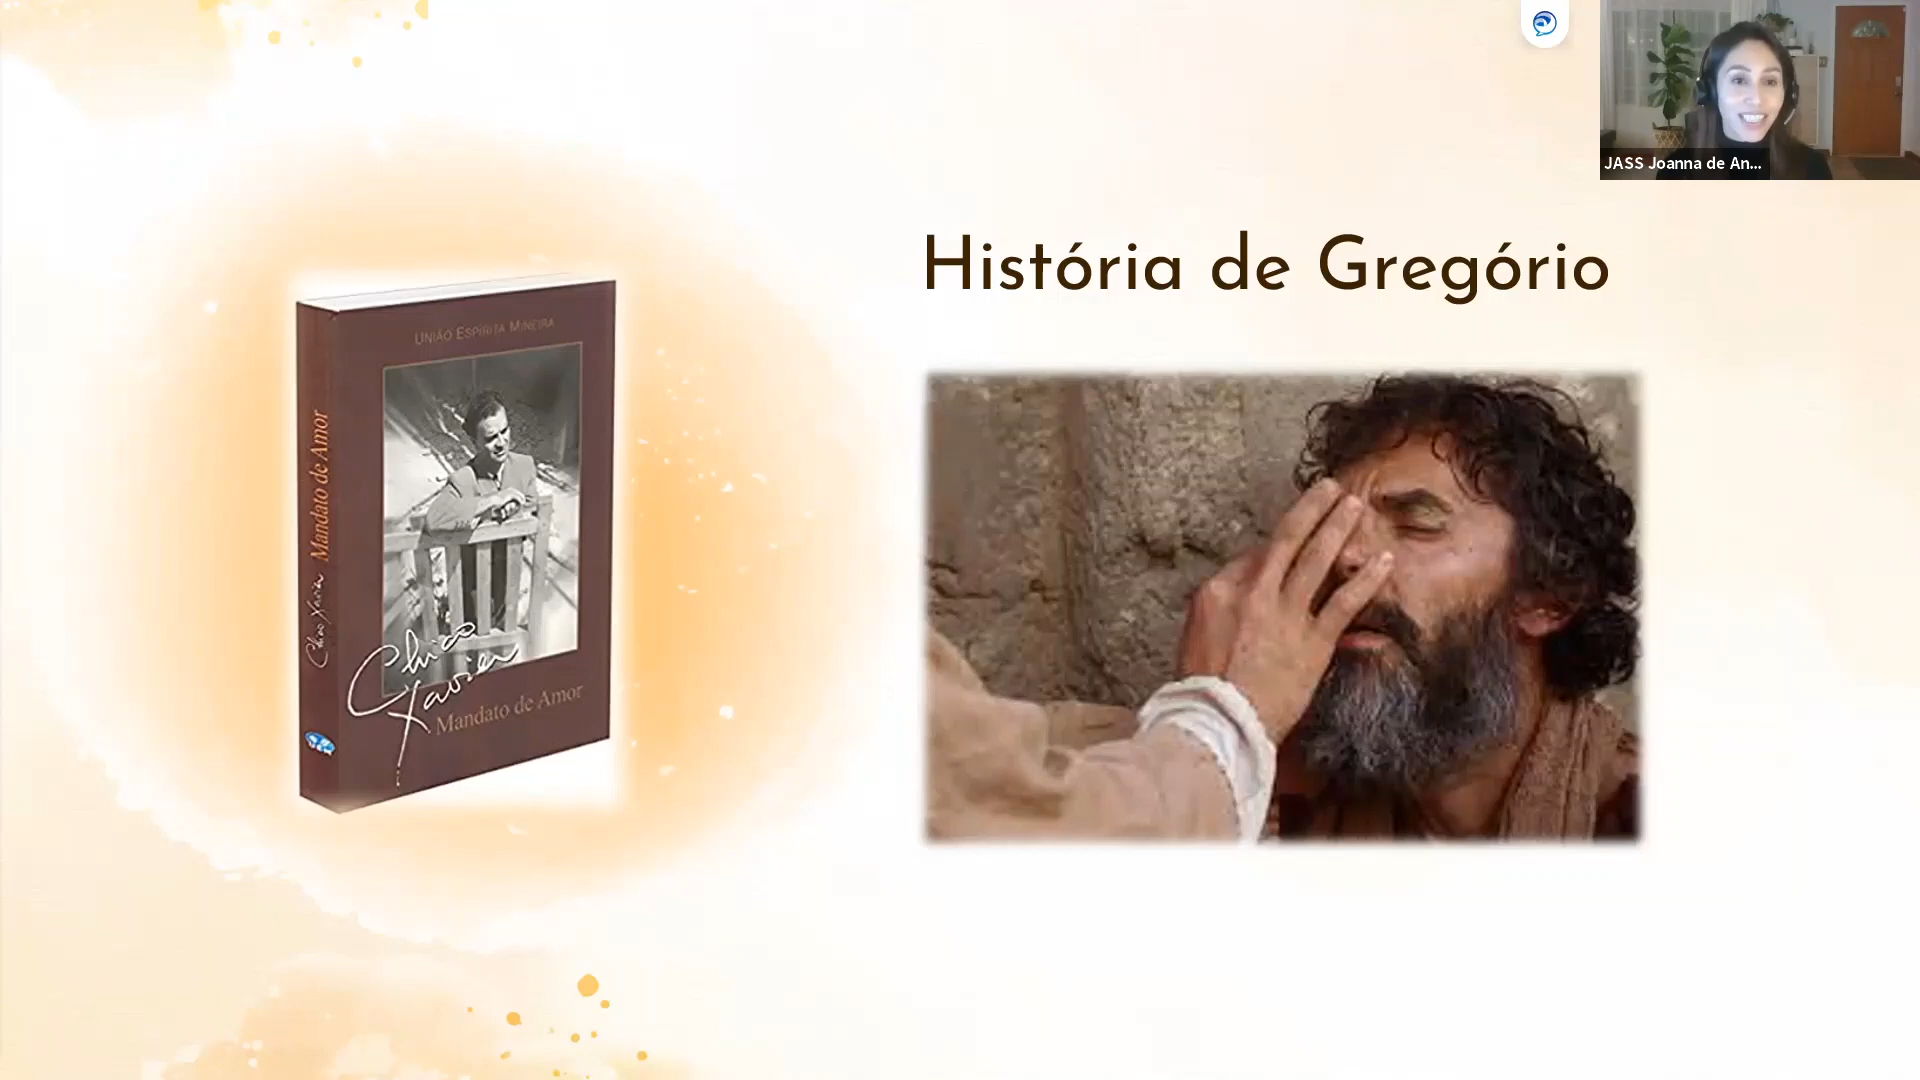 JASS Joanna de An...
História de Gregório
UNIÃO ESPÍRITA MINEIRA
Chico
Xavier
Mandato de Amor
Chico Xavier Mandato de Amor
UEM